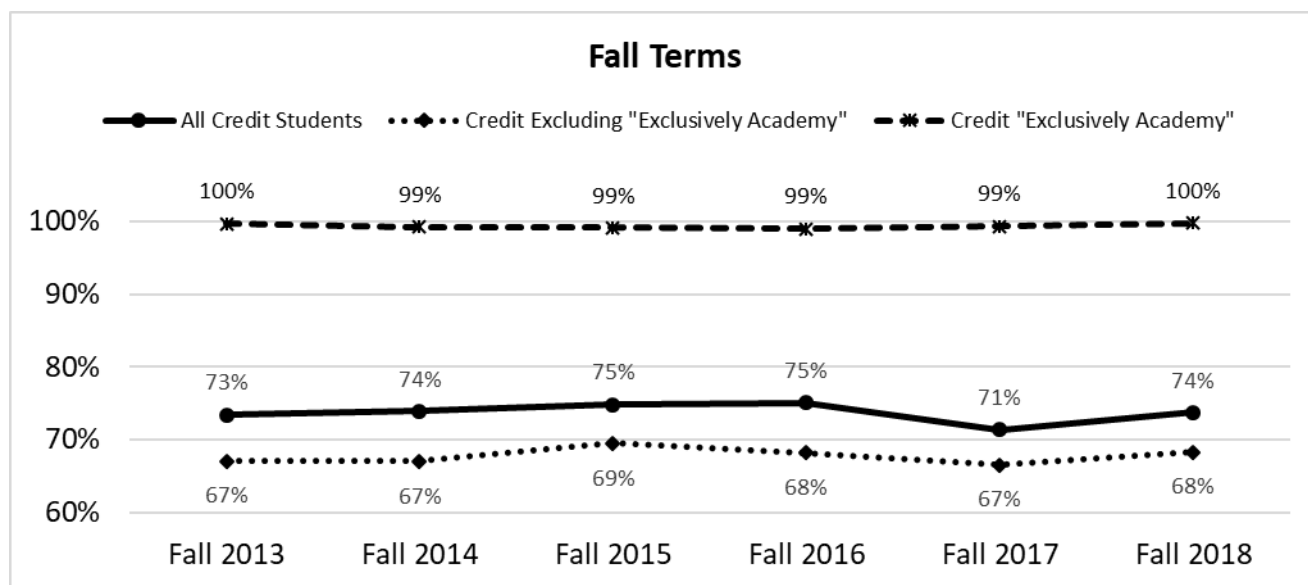 Fall Terms
All Credit Students Credit Excluding "Exclusively Academy" Credit "Exclusively Academy"
100% 99% 99% 99% 99% 100%
100%
90%
80%
73% 74% 75% 75% 71% 74%
70%
67% 67% 69% 68% 67% 68%
60%
Fall 2013 Fall 2014 Fall 2015 Fall 2016 Fall 2017 Fall 2018